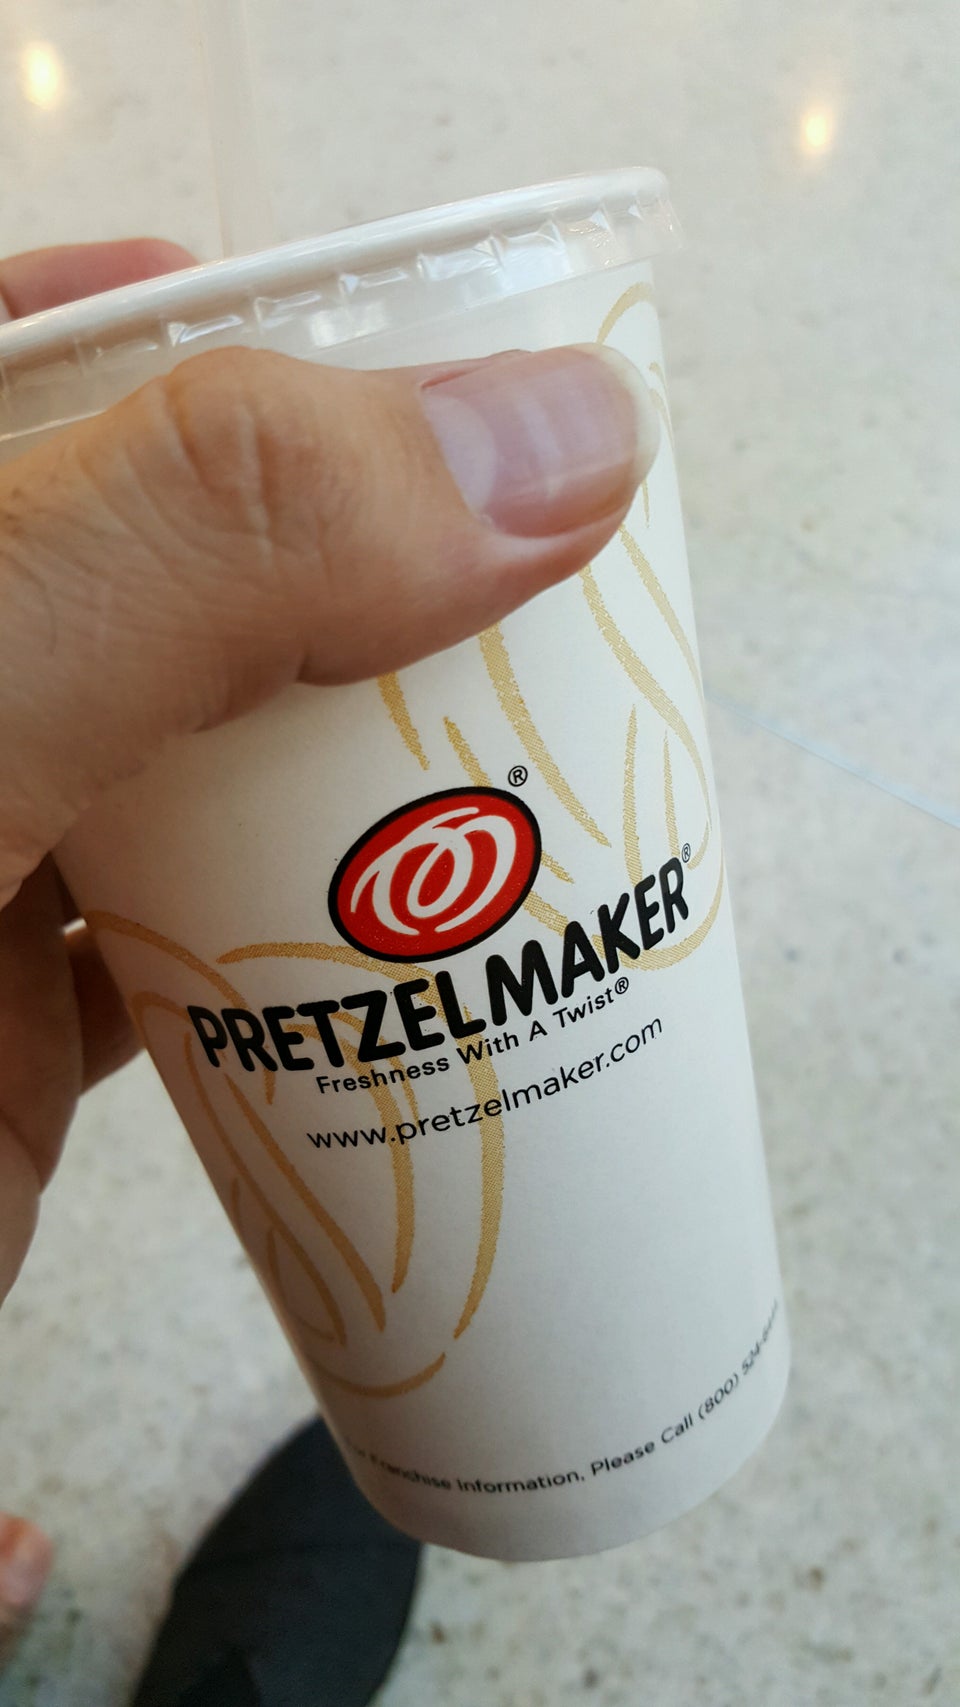 ®
PRETZELMAKER®
Freshness With A Twist®
www.pretzelmaker.com
Franchise Information, Please Call (800)